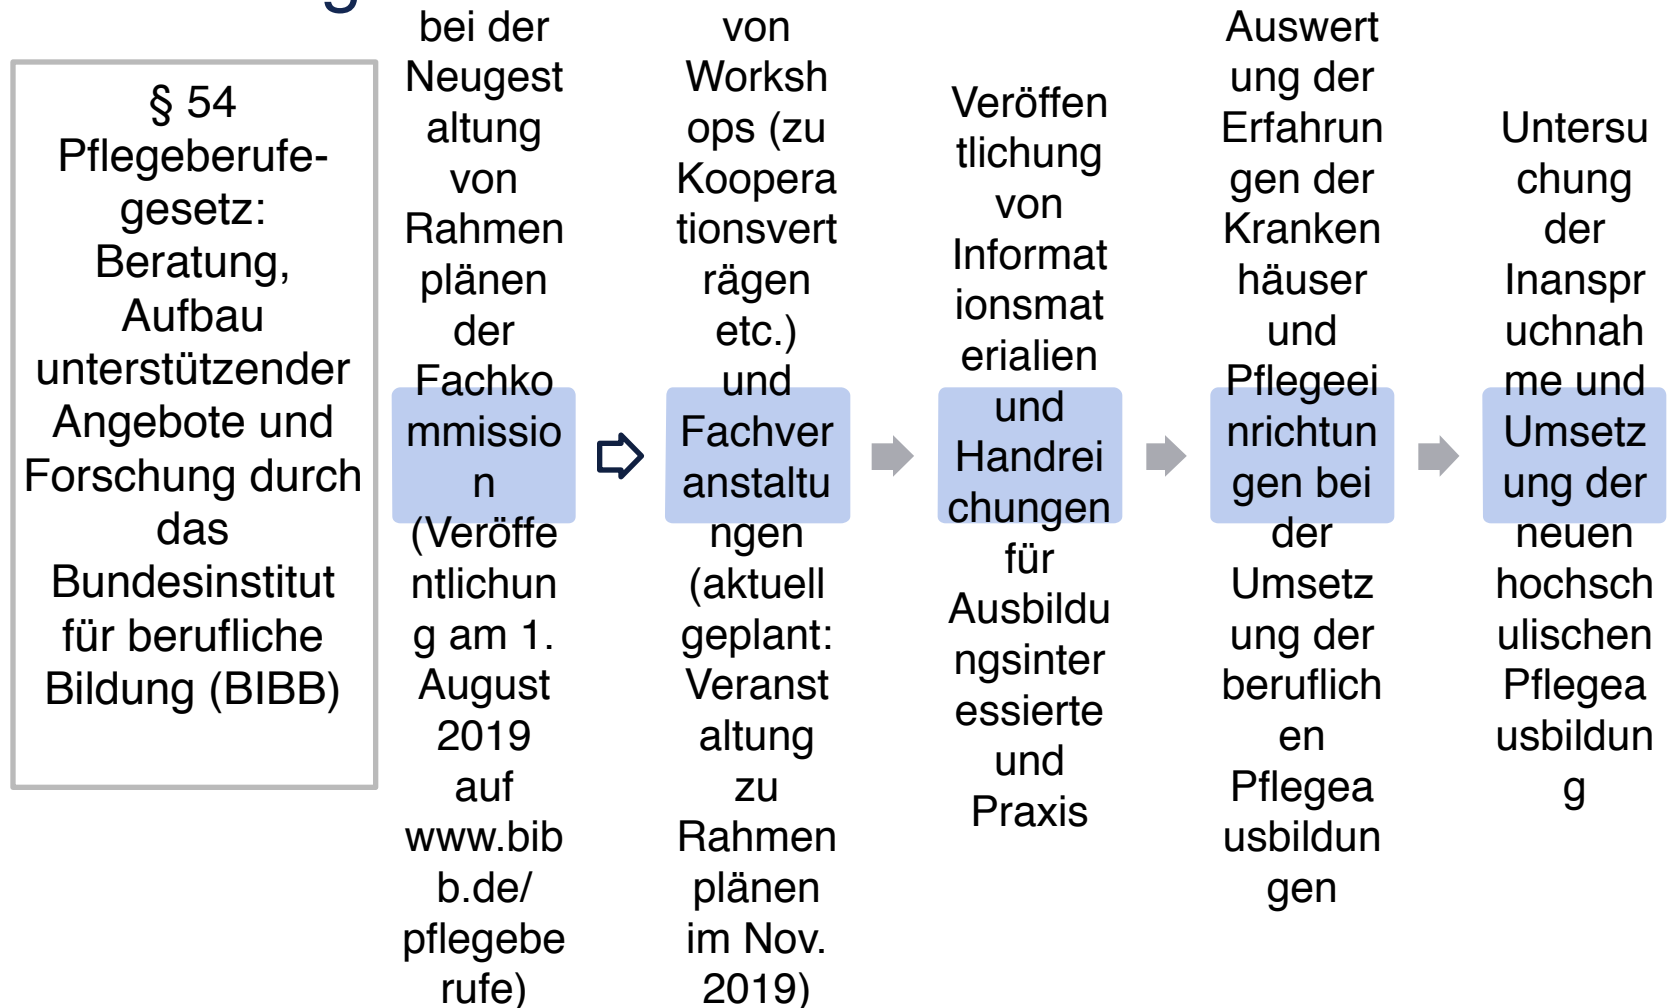 § 54
Pflegeberufe-
gesetz:
Beratung,
Aufbau
unterstützender
Angebote und
Forschung durch
das
Bundesinstitut
für berufliche
Bildung (BIBB)
bei der
Neugest
altung
von
Rahmen
plänen
der
Fachko
mmissio
n
(Veröffe
ntlichun
g am 1.
August
2019
auf
www.bib
b.de/
pflegebe
rufe)
von
Worksh
ops (zu
Koopera
tionsvert
rägen
etc.)
und
Fachver
anstaltu
ngen
(aktuell
geplant:
Veranst
altung
zu
Rahmen
plänen
im Nov.
2019)
Veröffen
tlichung
von
Informat
ionsmat
erialien
und
Handrei
chungen
für
Ausbildu
ngsinter
essierte
und
Praxis
Auswert
ung der
Erfahrun
gen der
Kranken
häuser
und
Pflegeei
nrichtun
gen bei
der
Umsetz
ung der
beruflich
en
Pflegea
usbildun
gen
Untersu
chung
der
Inanspr
uchnah
me und
Umsetz
ung der
neuen
hochsch
ulischen
Pflegea
usbildun
g